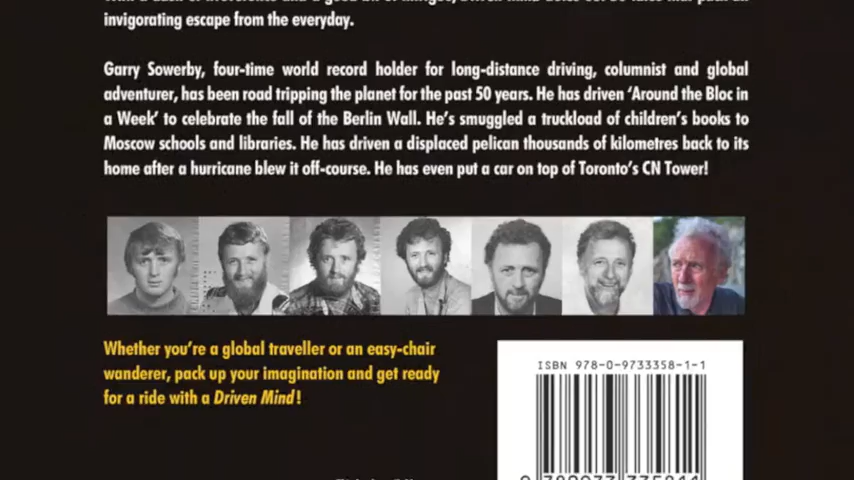 invigorating escape from the everyday.
Garry Sowerby, four-time world record holder for long-distance driving, columnist and global
adventurer, has been road tripping the planet for the past 50 years. He has driven ‘Around the Bloc in
a Week’ to celebrate the fall of the Berlin Wall. He’s smuggled a truckload of children’s books to
Moscow schools and libraries. He has driven a displaced pelican thousands of kilometres back to its
home after a hurricane blew it off-course. He has even put a car on top of Toronto’s CN Tower!
Whether you’re a global traveller or an easy-chair
wanderer, pack up your imagination and get ready
for a ride with a Driven Mind!
ISBN 978-0-9733358-1-1